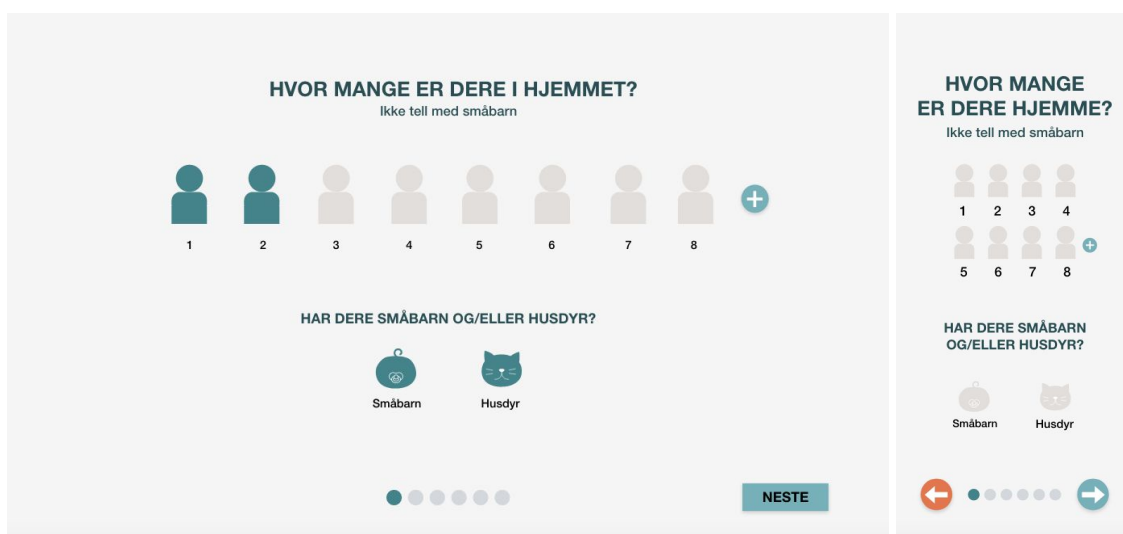 HVOR MANGE ER DERE I HJEMMET?
Ikke tell med småbarn
1 2 3 4 5 6 7 8
HAR DERE SMÅBARN OG/ELLER HUSDYR?
Småbarn Husdyr
NESTE
HVOR MANGE
ER DERE HJEMME?
Ikke tell med småbarn
1 2 3 4
5 6 7 8
HAR DERE SMÅBARN
OG/ELLER HUSDYR?
Småbarn Husdyr